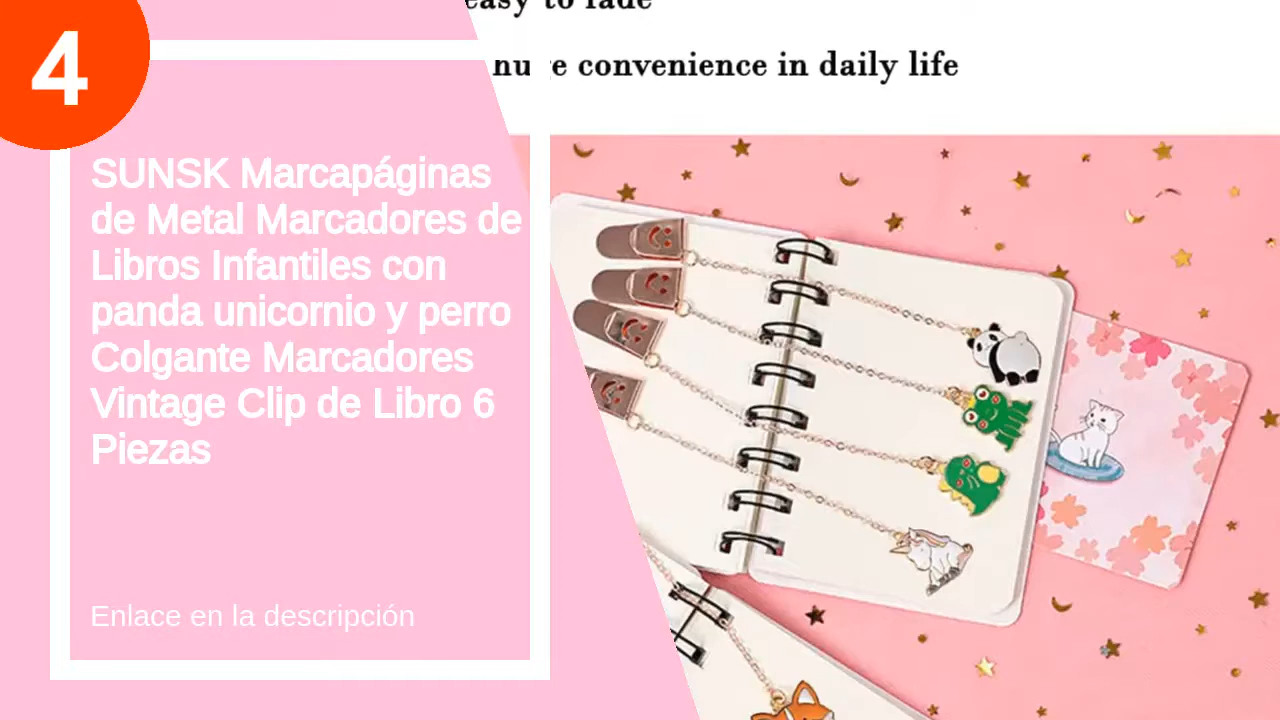 easy to fade
huge convenience in daily life
4
SUNSK Marcapáginas
de Metal Marcadores de
Libros Infantiles con
panda unicornio y perro
Colgante Marcadores
Vintage Clip de Libro 6
Piezas
Enlace en la descripción